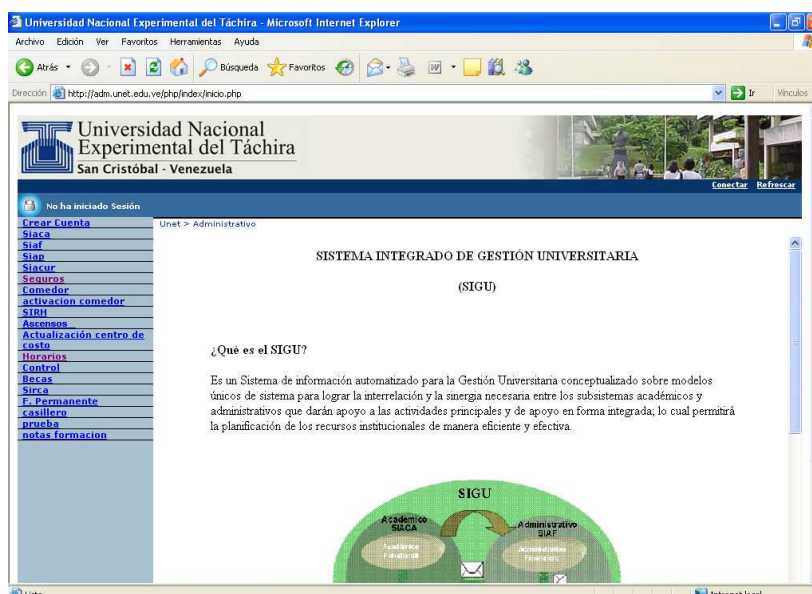 Universidad Nacional Experimental del Táchira - Microsoft Internet Explorer
Archivo Edición Ver Favoritos Herramientas Ayuda
Atrás Búsqueda Favoritos
Dirección http://adm.unet.edu.ve/php/index/inicio.php Ir Vínculos
Universidad Nacional
Experimental del Táchira
San Cristóbal - Venezuela
Conectar Refrescar
No ha iniciado Sesión
Crear Cuenta
Siaca
Siaf
Siap
Siacur
Seguros
Comedor
activacion comedor
SIRH
Ascensos
Actualización centro de
costo
Horarios
Control
Becas
Sirca
F. Permanente
casillero
prueba
notas formacion
Unet > Administrativo
SISTEMA INTEGRADO DE GESTIÓN UNIVERSITARIA
(SIGU)
¿Qué es el SIGU?
Es un Sistema de información automatizado para la Gestión Universitaria conceptualizado sobre modelos
únicos de sistema para lograr la interrelación y la sinergia necesaria entre los subsistemas académicos y
administrativos que darán apoyo a las actividades principales y de apoyo en forma integrada; lo cual permitirá
la planificación de los recursos institucionales de manera eficiente y efectiva.
SIGU
Academico
SIACA
Administrativo
SIAF